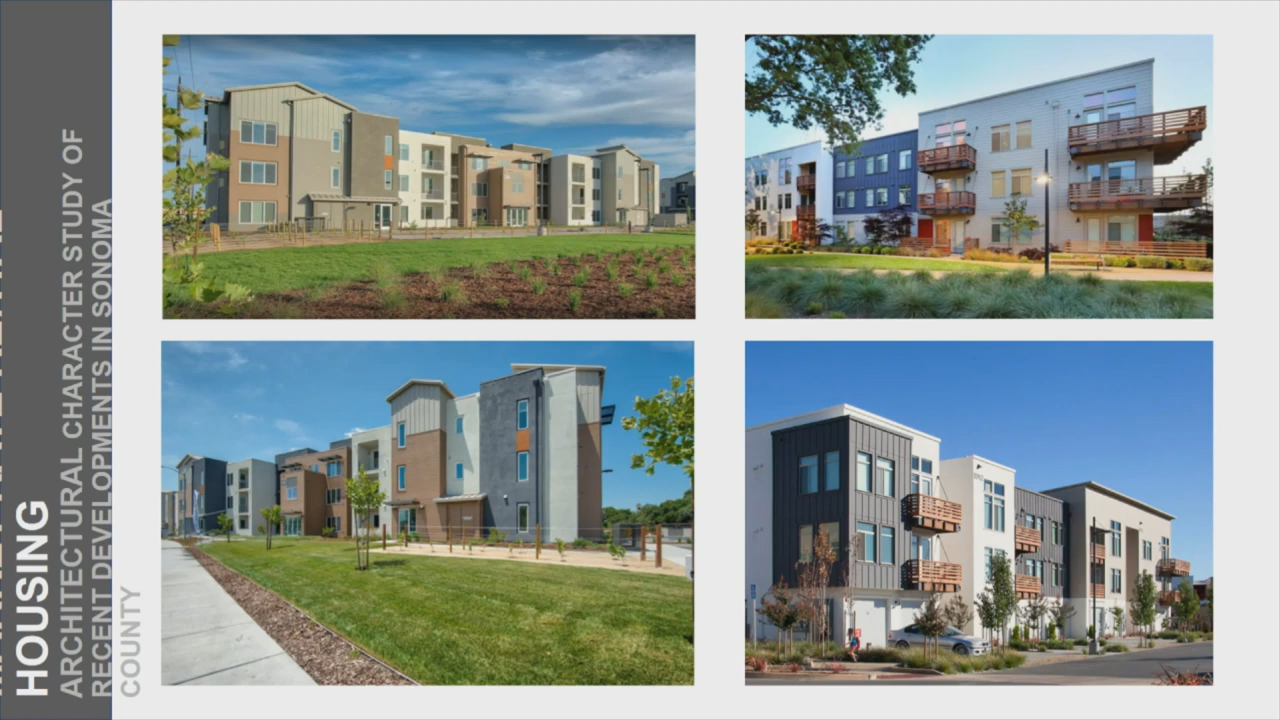 HOUSING
ARCHITECTURAL CHARACTER STUDY OF
RECENT DEVELOPMENTS IN SONOMA
COUNTY